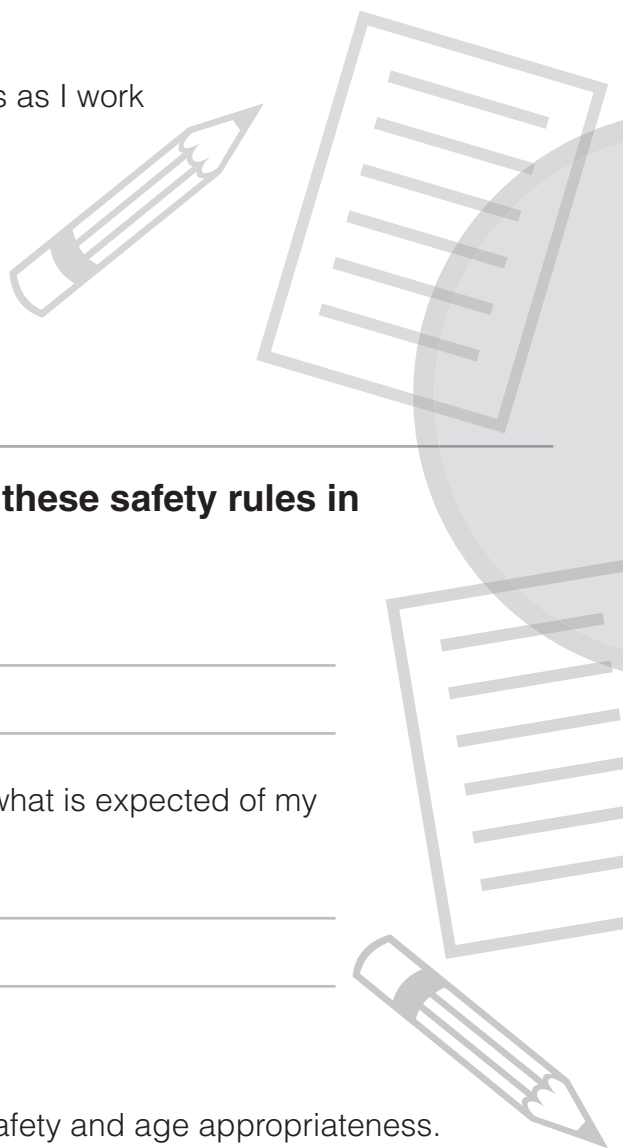 s as I work
these safety rules in
what is expected of my
afety and age appropriateness.